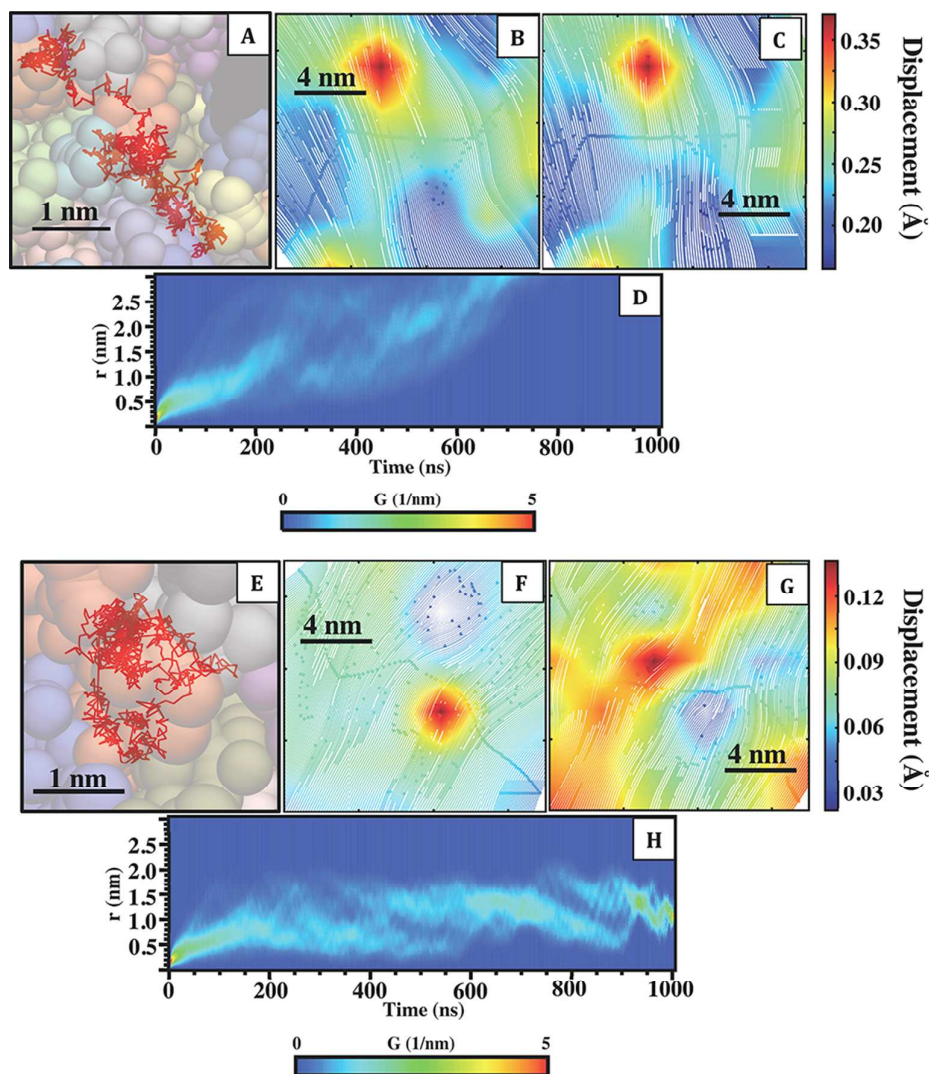 A
1 nm
B
4 nm
C
4 nm
0.35
0.30
0.25
0.20
Displacement (Å)
D
r (nm)
2.5
2.0
1.5
1.0
0.5
0 200 400 600 800 1000
Time (ns)
0 G (1/nm) 5
E
1 nm
F
4 nm
G
4 nm
0.12
0.09
0.06
0.03
Displacement (Å)
H
r (nm)
2.5
2.0
1.5
1.0
0.5
0 200 400 600 800 1000
Time (ns)
0 G (1/nm) 5